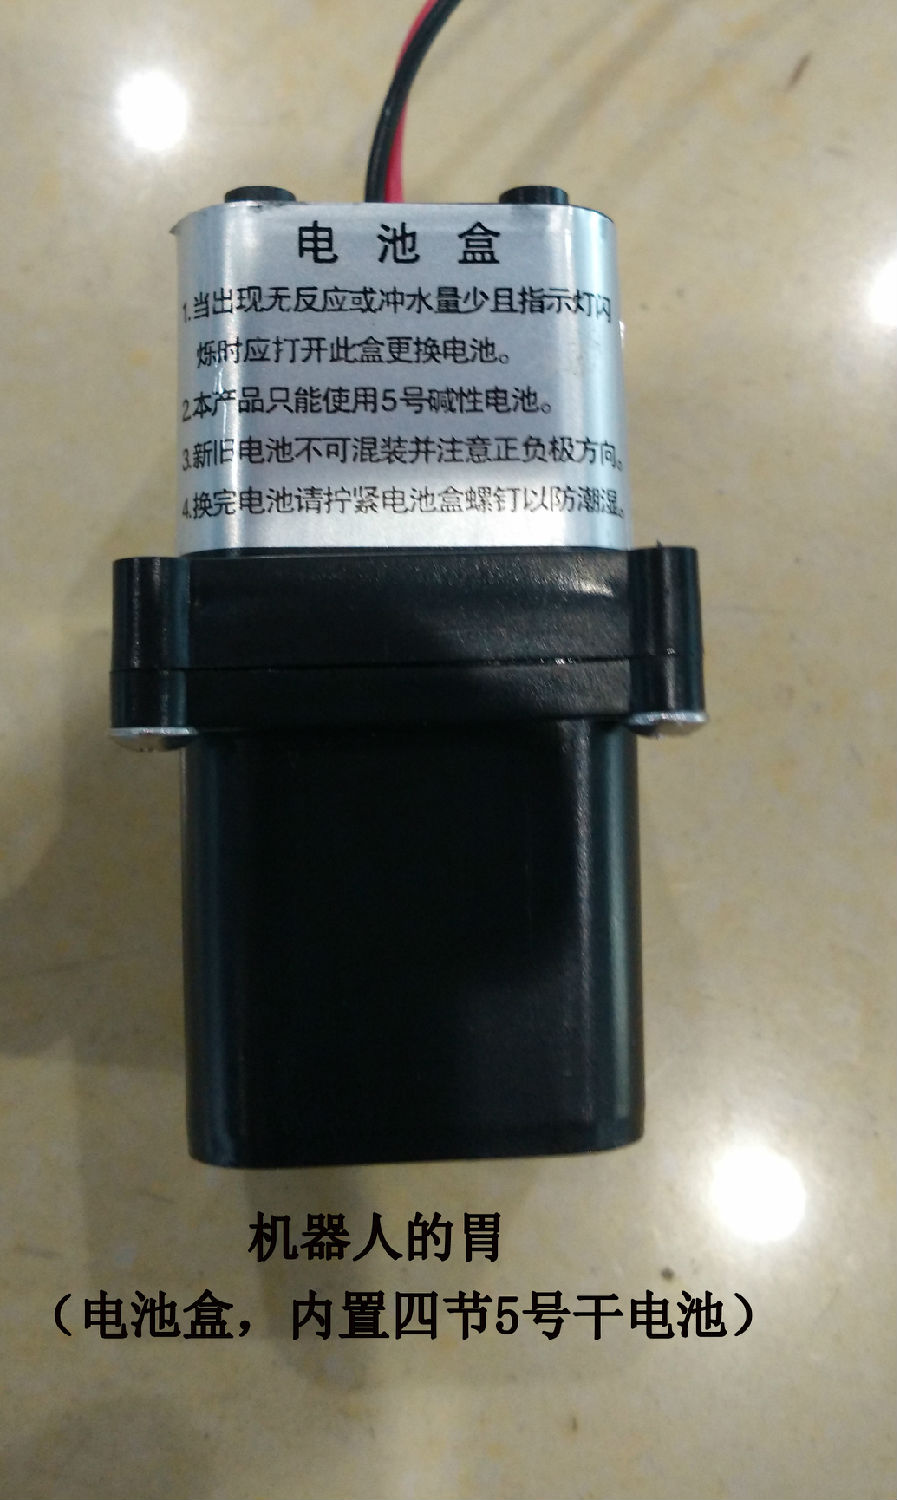 电池盒
1.当出现无反应或冲水量少且指示灯闪
烁时应打开此盒更换电池。
2.本产品只能使用5号碱性电池。
3.新旧电池不可混装并注意正负极方向。
4.换完电池请拧紧电池盒螺钉以防潮湿。
机器人的胃
（电池盒，内置四节5号干电池）